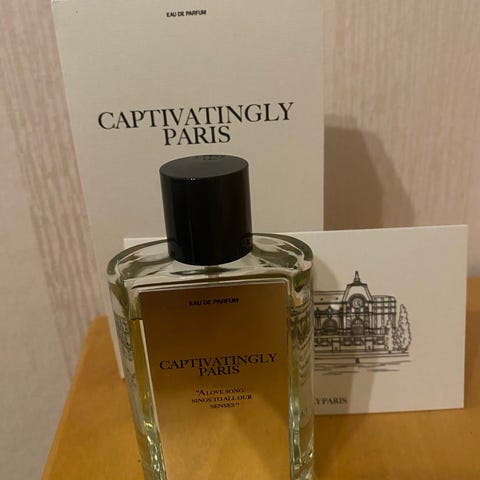 EAU DE PARFUM
CAPTIVATINGLY
PARIS
EAU DE PARFUM
CAPTIVATINGLY
PARIS
"A LOVE SONG
SINGS TO ALL OUR
SENSES"
PARIS